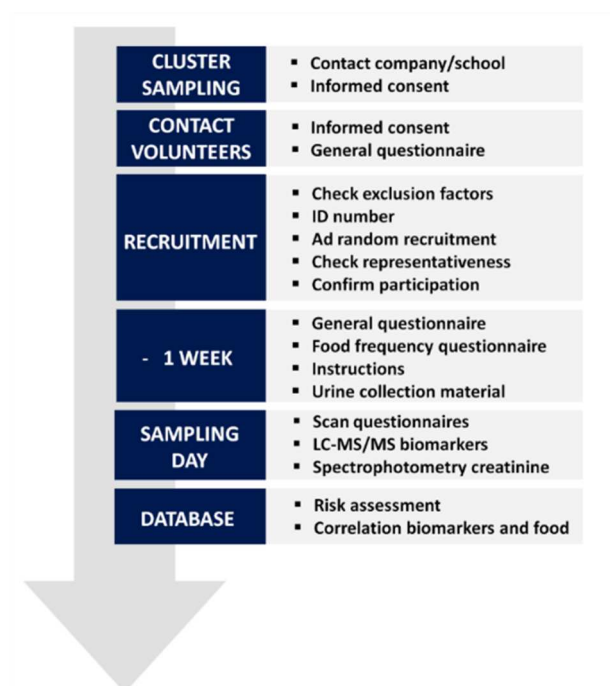 CLUSTER
SAMPLING
▪ Contact company/school
▪ Informed consent
CONTACT
VOLUNTEERS
▪ Informed consent
▪ General questionnaire
RECRUITMENT
▪ Check exclusion factors
▪ ID number
▪ Ad random recruitment
▪ Check representativeness
▪ Confirm participation
- 1 WEEK
▪ General questionnaire
▪ Food frequency questionnaire
▪ Instructions
▪ Urine collection material
SAMPLING
DAY
▪ Scan questionnaires
▪ LC-MS/MS biomarkers
▪ Spectrophotometry creatinine
DATABASE
▪ Risk assessment
▪ Correlation biomarkers and food